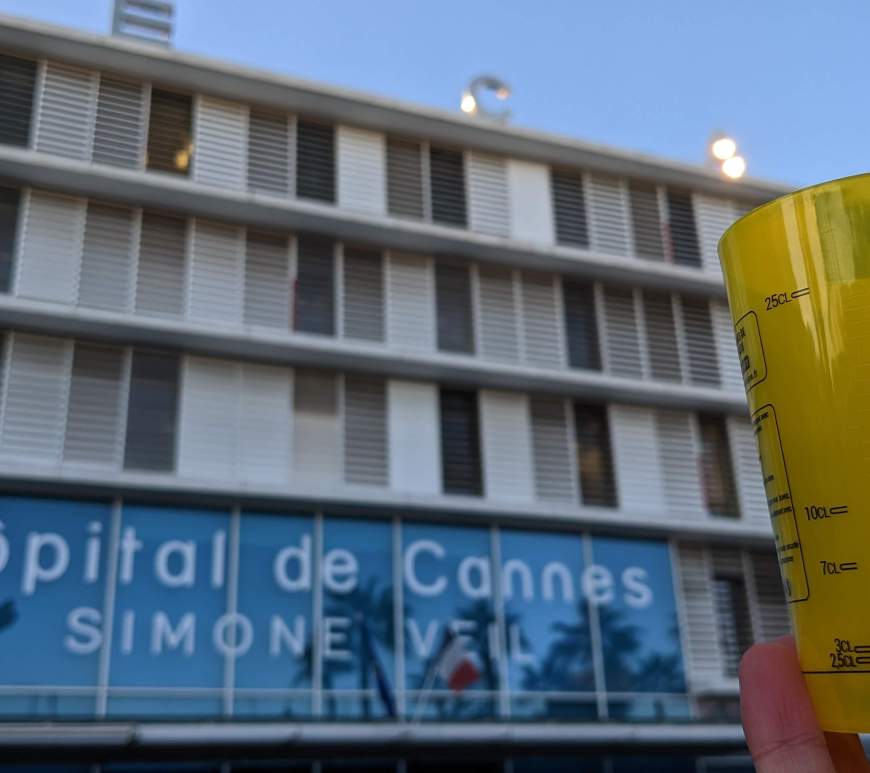 ôpital de Cannes
SIMONE VEIL
25CL
10CL
7CL
3CL
2,5CL